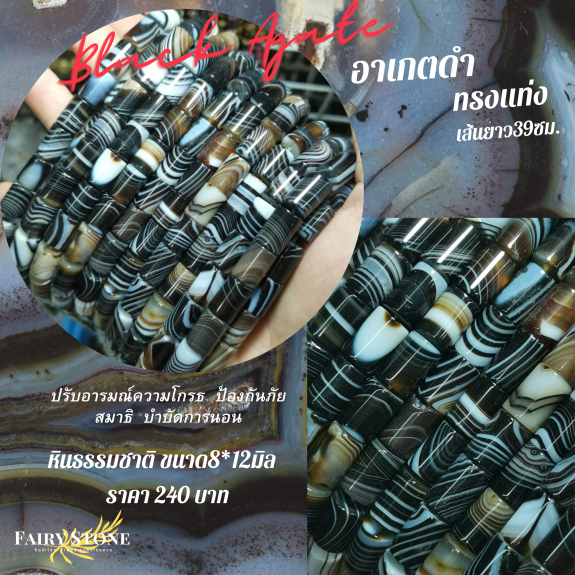 Black Agate
อาเกตดำ
ทรงแท่ง
เส้นยาว39ซม.
ปรับอารมณ์ความโกรธ ป้องกันภัย
สมาธิ บำบัดการนอน
หินธรรมชาติ ขนาด8*12มิล
ราคา 240 บาท
FAIRY STONE